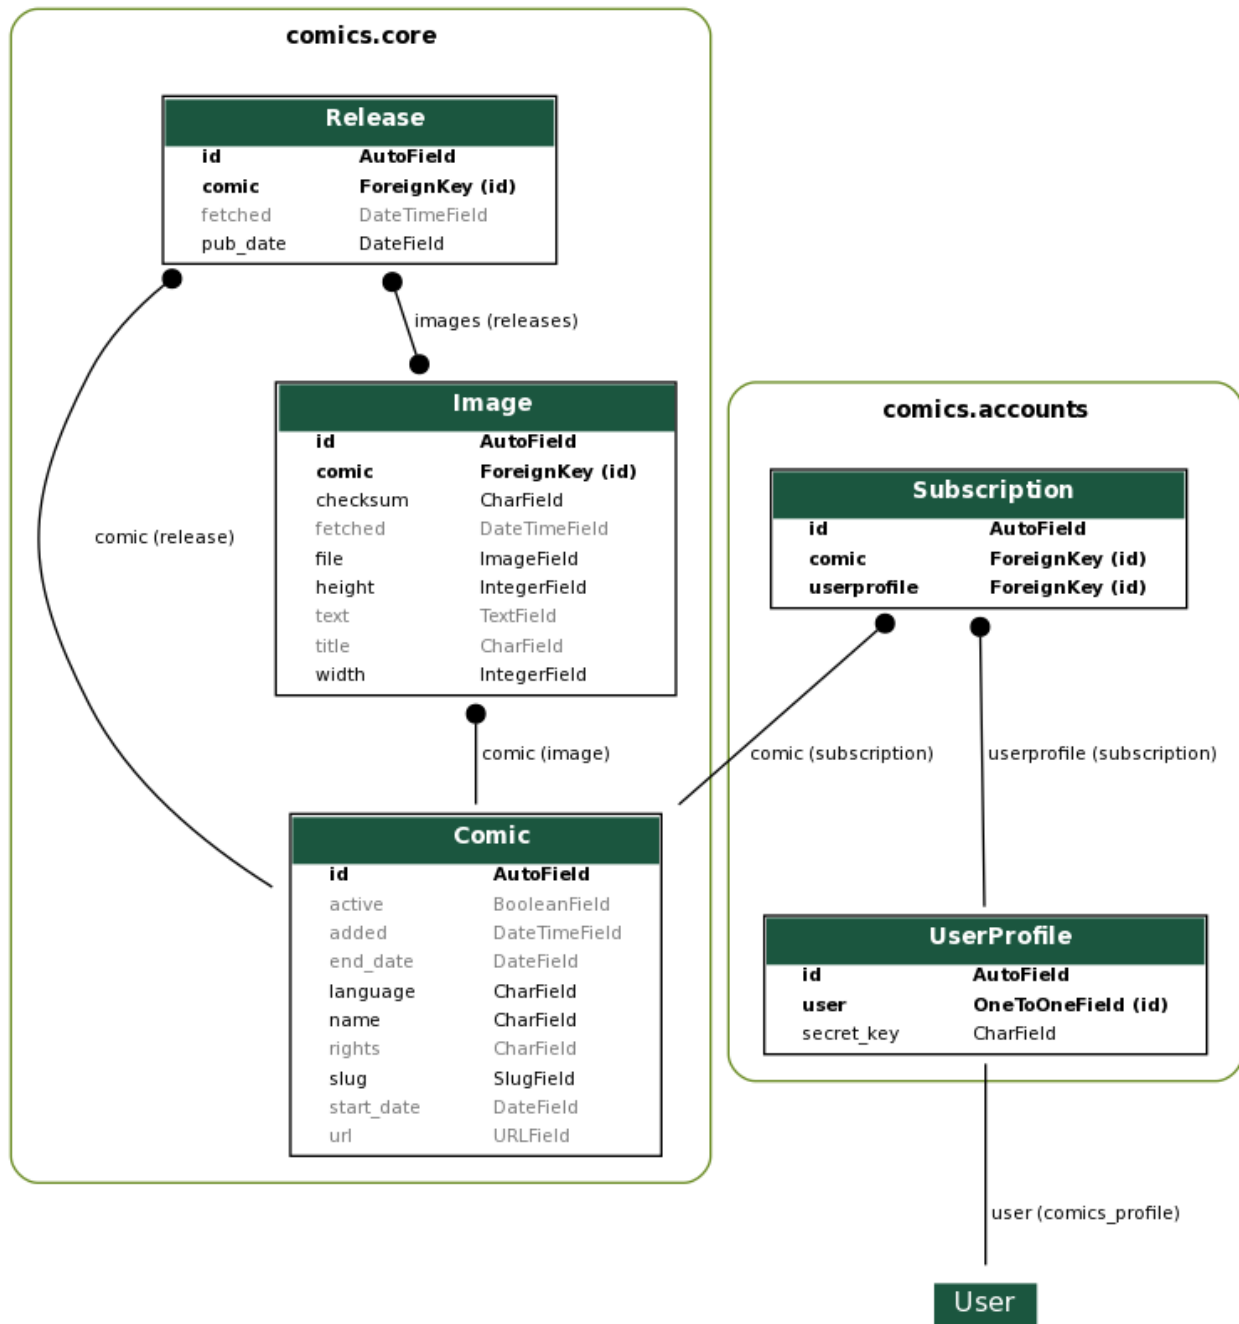 comics.core
Release
id AutoField
comic ForeignKey (id)
fetched DateTimeField
pub_date DateField
images (releases)
comic (release)
Image
id AutoField
comic ForeignKey (id)
checksum CharField
fetched DateTimeField
file ImageField
height IntegerField
text TextField
title CharField
width IntegerField
comic (image)
Comic
id AutoField
active BooleanField
added DateTimeField
end_date DateField
language CharField
name CharField
rights CharField
slug SlugField
start_date DateField
url URLField
comics.accounts
Subscription
id AutoField
comic ForeignKey (id)
userprofile ForeignKey (id)
comic (subscription)
userprofile (subscription)
UserProfile
id AutoField
user OneToOneField (id)
secret_key CharField
user (comics_profile)
User